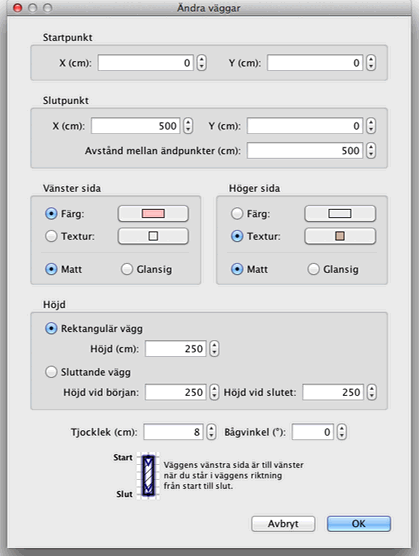 Ändra väggar
Startpunkt
X (cm): 0 Y (cm): 0
Slutpunkt
X (cm): 500 Y (cm): 0
Avstånd mellan ändpunkter (cm): 500
Vänster sida Höger sida
Färg: Färg:
Textur: Textur:
Matt Glansig Matt Glansig
Höjd
Rektangulär vägg
Höjd (cm): 250
Sluttande vägg
Höjd vid början: 250 Höjd vid slutet: 250
Tjocklek (cm): 8 Bågvinkel (°): 0
Start
Väggens vänstra sida är till vänster
när du står i väggens riktning
från start till slut.
Slut
Avbryt OK